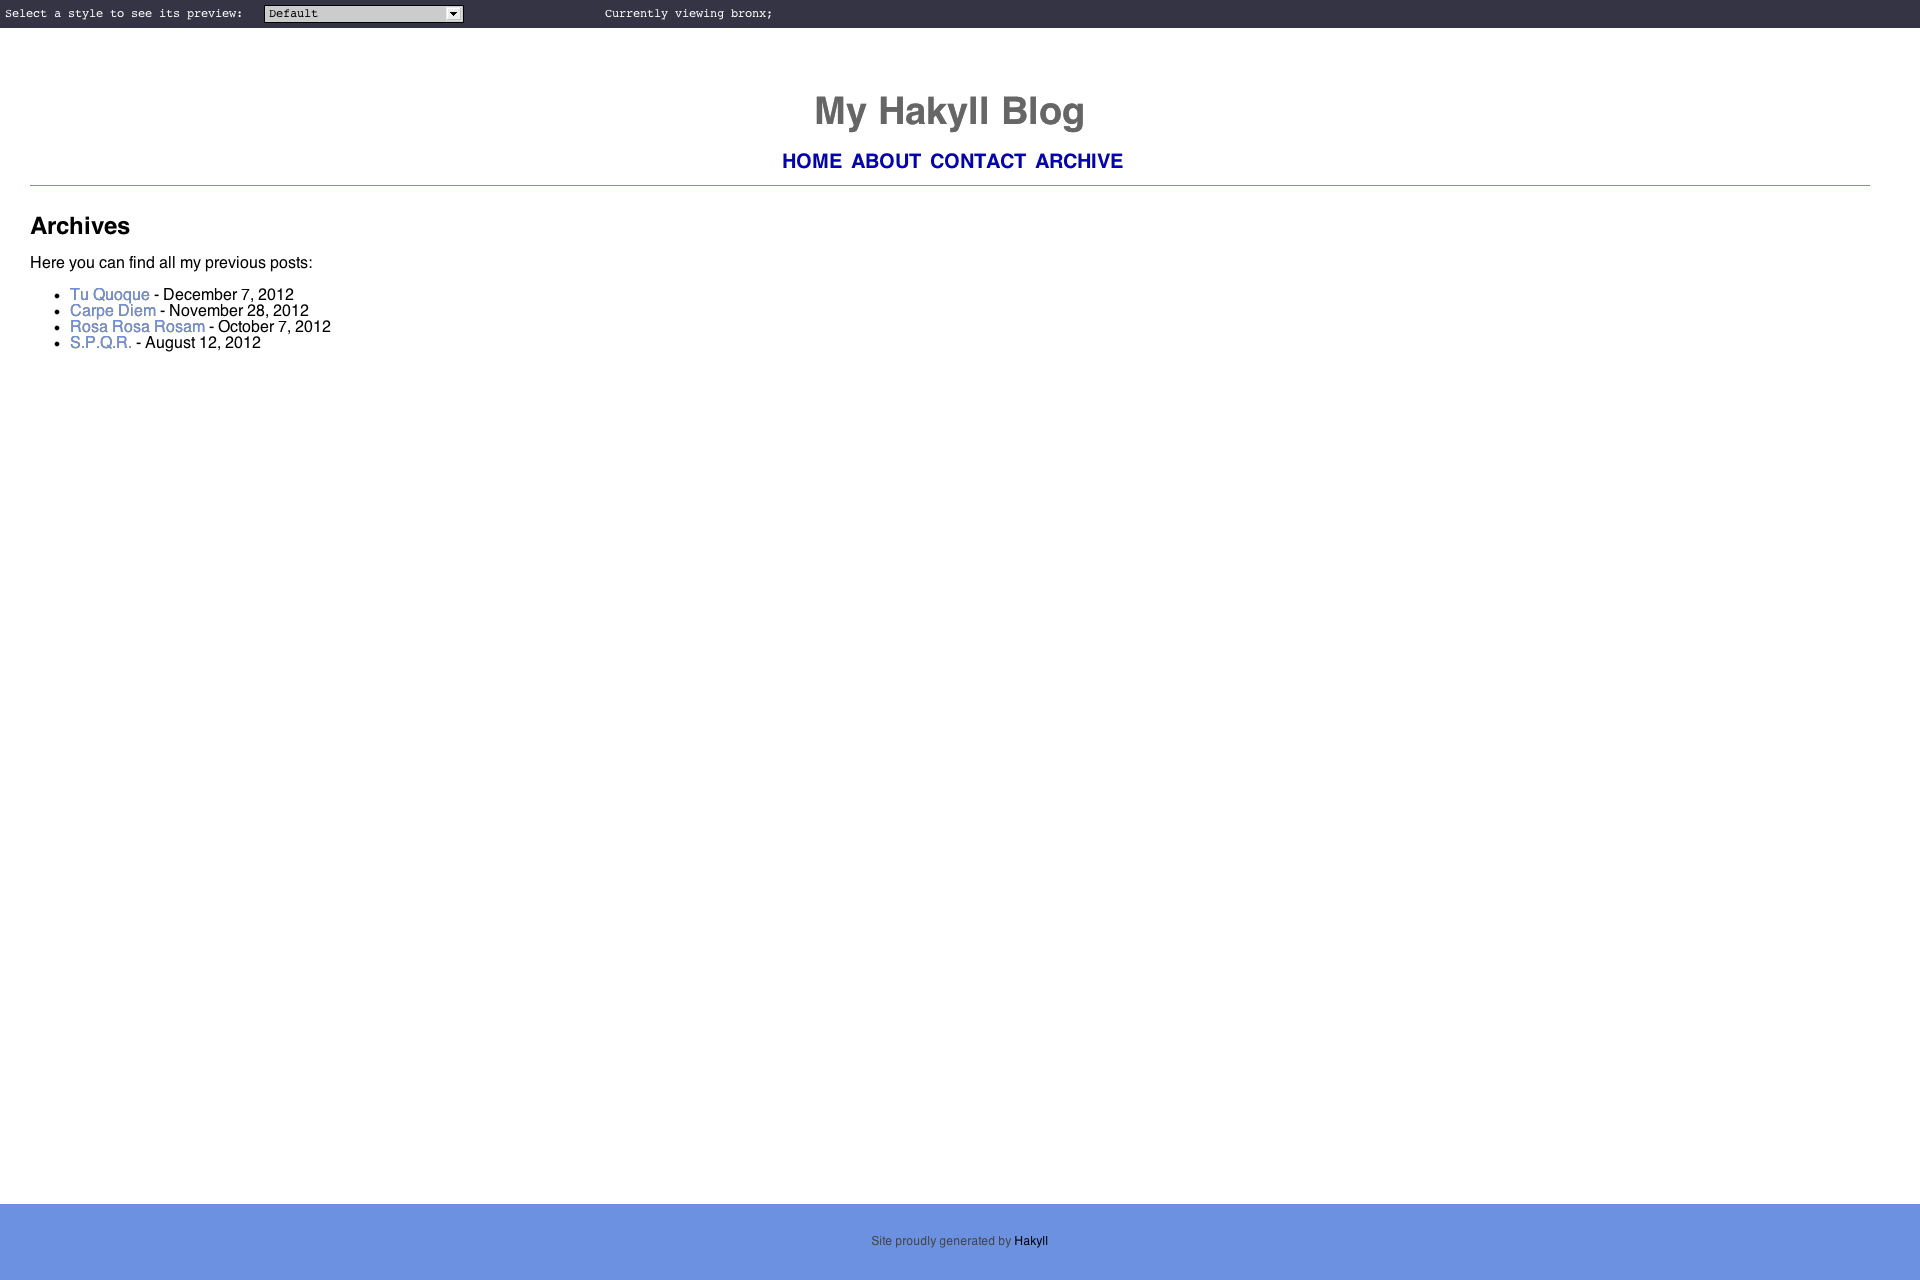 Select a style to see its preview: Default Currently viewing bronx;
My Hakyll Blog
HOME ABOUT CONTACT ARCHIVE
Archives
Here you can find all my previous posts:
Tu Quoque - December 7, 2012
Carpe Diem - November 28, 2012
Rosa Rosa Rosam - October 7, 2012
S.P.Q.R. - August 12, 2012
Site proudly generated by Hakyll